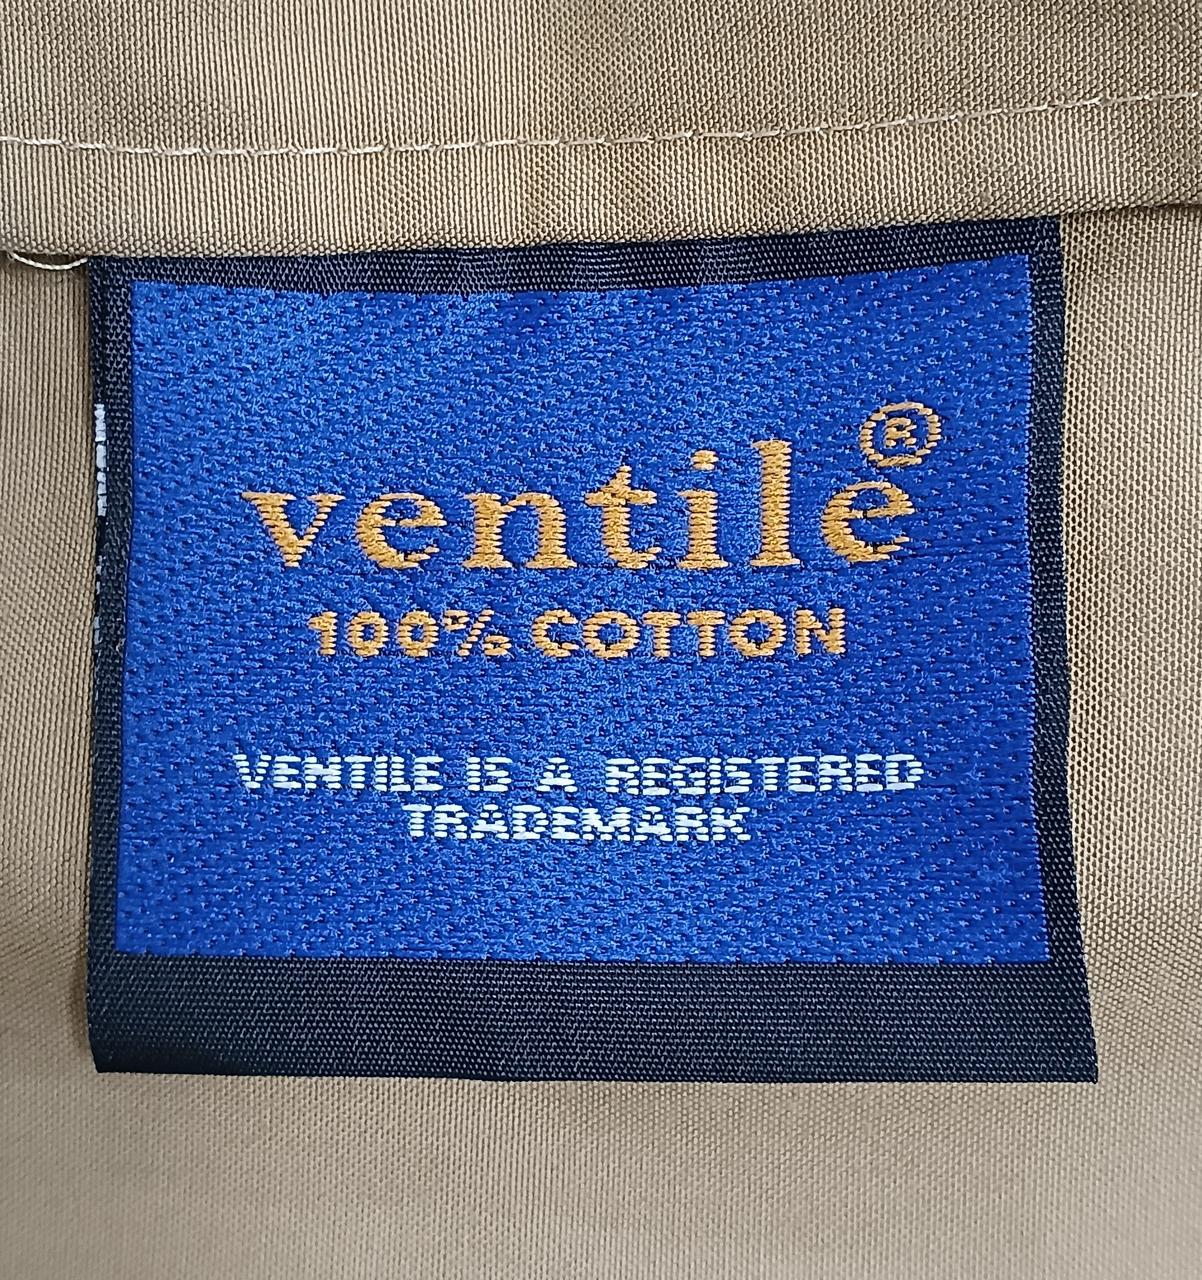 ventile®
100% COTTON
VENTILE IS A REGISTERED
TRADEMARK